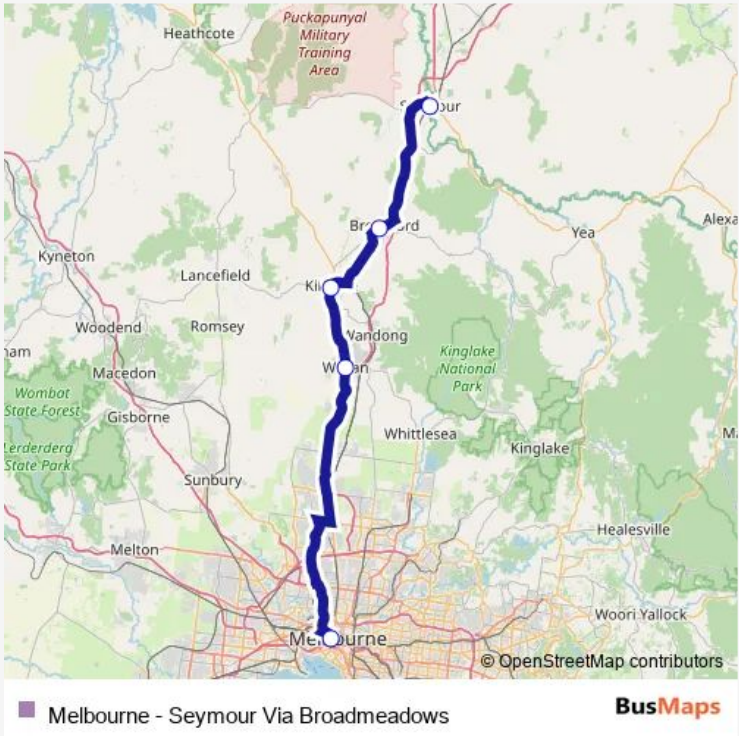 Puckapunyal
Military
Training
Area
Heathcote
Yea
Kyneton
Lancefield
Woodend
Romsey
Wandong
Macedon
Kinglake
National
Park
Wombat
State Forest
Gisborne
Lerderderg
State Park
Whittlesea
Kinglake
Sunbury
Healesville
Melton
Woori Yallock
Melbourne
© OpenStreetMap contributors
Melbourne - Seymour Via Broadmeadows
BusMaps